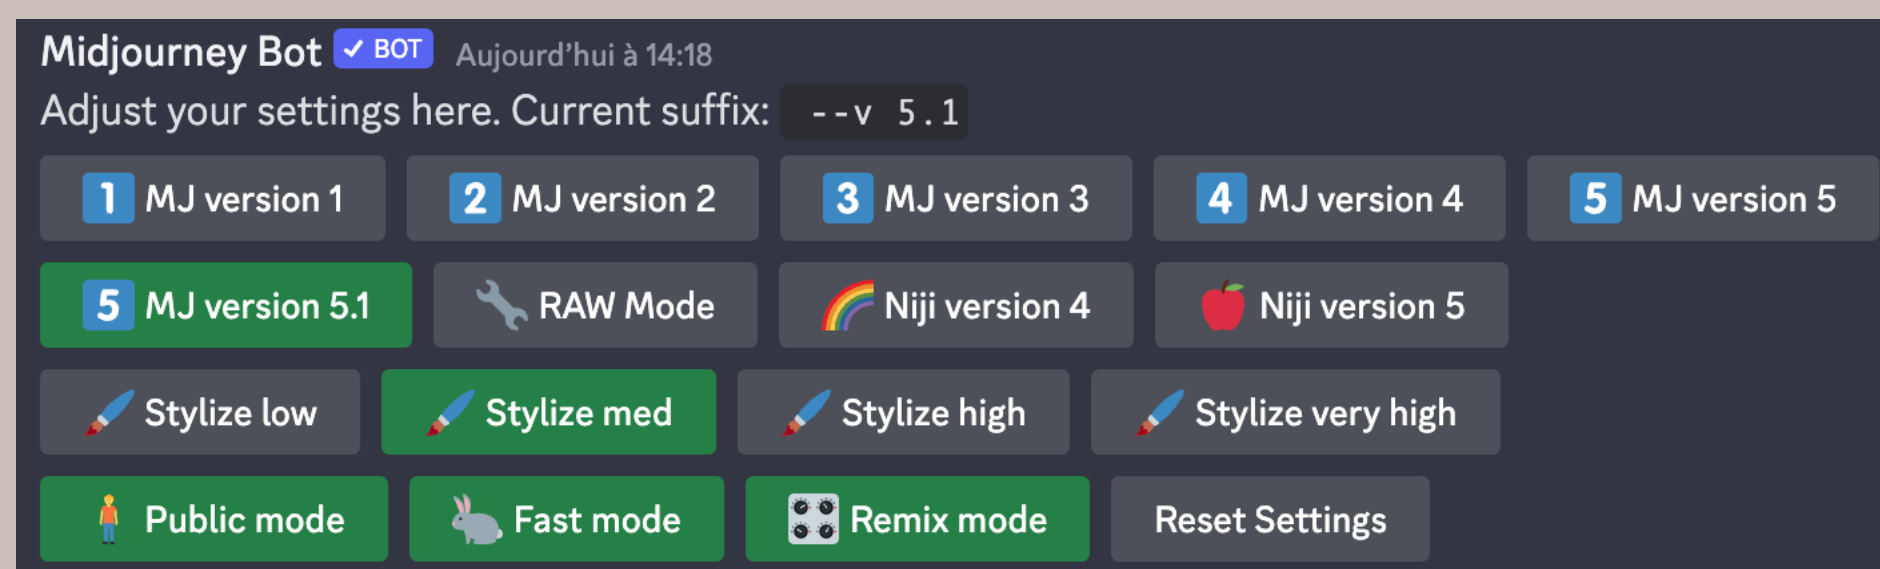 Midjourney Bot ✓ BOT Aujourd’hui à 14:18
Adjust your settings here. Current suffix: --v 5.1
1 MJ version 1 2 MJ version 2 3 MJ version 3 4 MJ version 4 5 MJ version 5
5 MJ version 5.1 RAW Mode Niji version 4 Niji version 5
Stylize low Stylize med Stylize high Stylize very high
Public mode Fast mode Remix mode Reset Settings